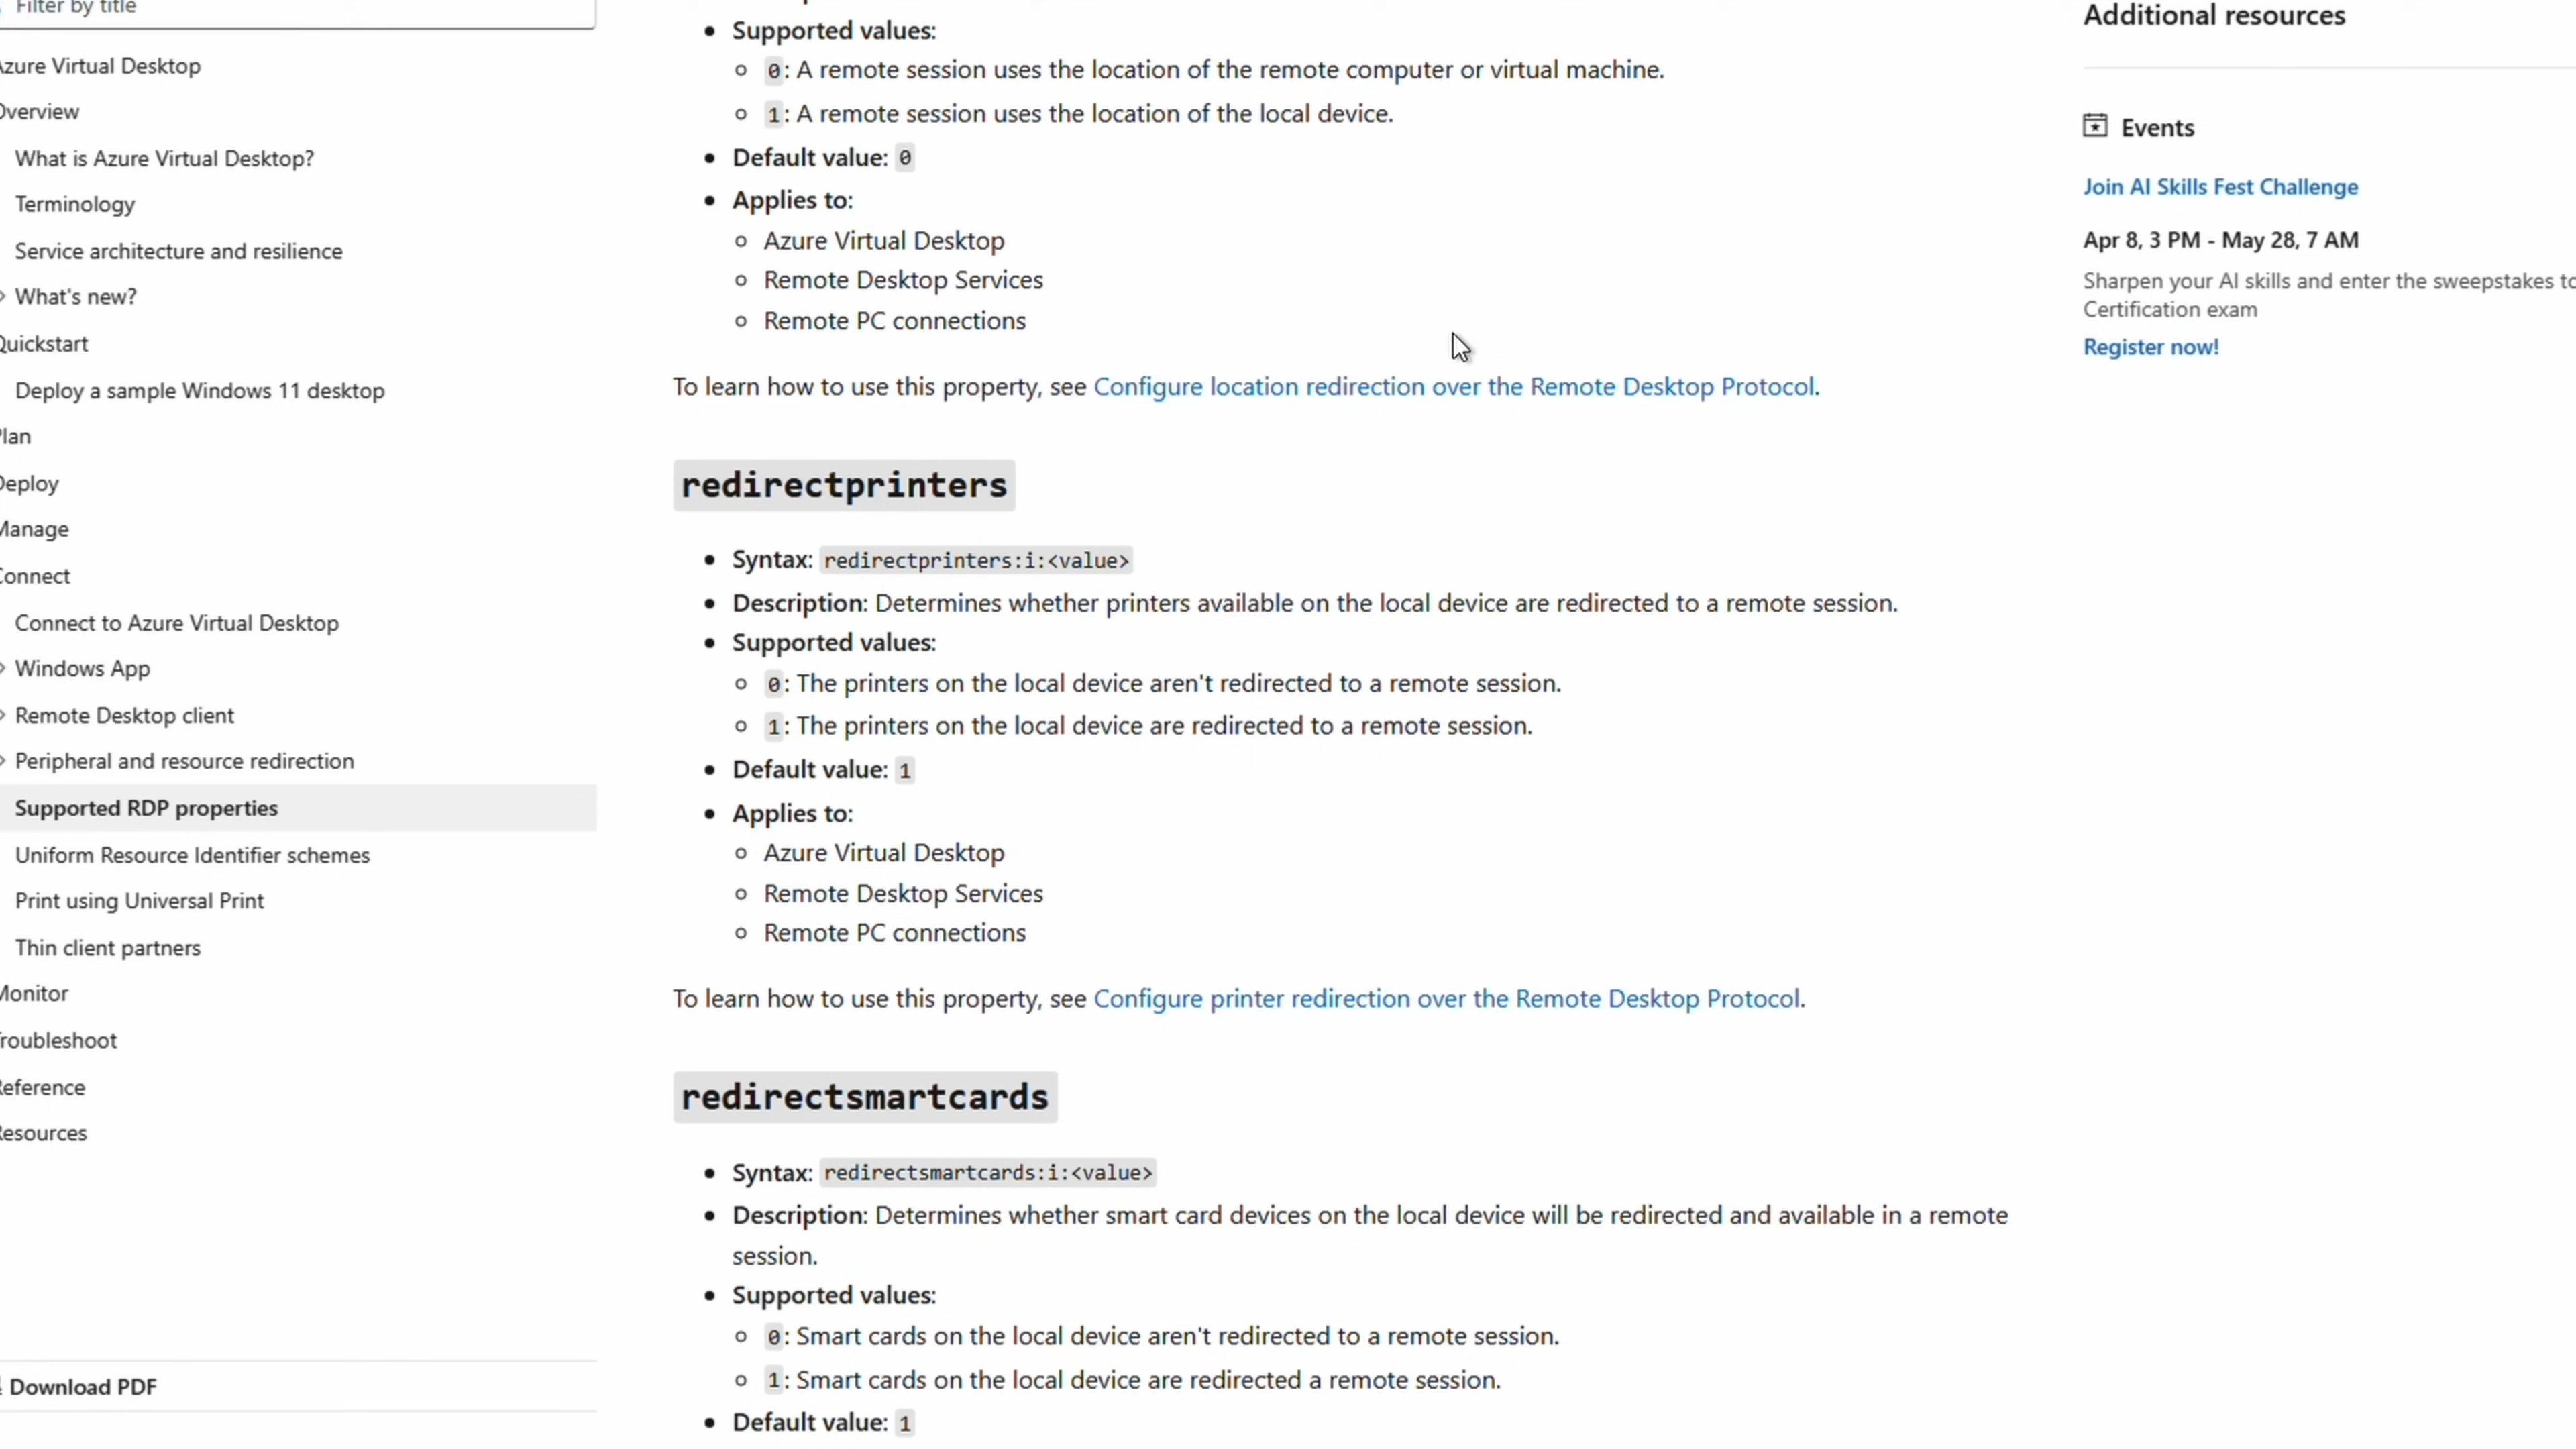 Filter by title
Azure Virtual Desktop
Overview
What is Azure Virtual Desktop?
Terminology
Service architecture and resilience
What's new?
Quickstart
Deploy a sample Windows 11 desktop
Plan
Deploy
Manage
Connect
Connect to Azure Virtual Desktop
Windows App
Remote Desktop client
Peripheral and resource redirection
Supported RDP properties
Uniform Resource Identifier schemes
Print using Universal Print
Thin client partners
Monitor
Troubleshoot
Reference
Resources
Download PDF
• Supported values:
0: A remote session uses the location of the remote computer or virtual machine.
1: A remote session uses the location of the local device.
• Default value: 0
• Applies to:
Azure Virtual Desktop
Remote Desktop Services
Remote PC connections
To learn how to use this property, see Configure location redirection over the Remote Desktop Protocol.
redirectprinters
• Syntax: redirectprinters:i:<value>
• Description: Determines whether printers available on the local device are redirected to a remote session.
• Supported values:
0: The printers on the local device aren't redirected to a remote session.
1: The printers on the local device are redirected to a remote session.
• Default value: 1
• Applies to:
Azure Virtual Desktop
Remote Desktop Services
Remote PC connections
To learn how to use this property, see Configure printer redirection over the Remote Desktop Protocol.
redirectsmartcards
• Syntax: redirectsmartcards:i:<value>
• Description: Determines whether smart card devices on the local device will be redirected and available in a remote
session.
• Supported values:
0: Smart cards on the local device aren't redirected to a remote session.
1: Smart cards on the local device are redirected a remote session.
• Default value: 1
Additional resources
Events
Join AI Skills Fest Challenge
Apr 8, 3 PM - May 28, 7 AM
Sharpen your AI skills and enter the sweepstakes to
Certification exam
Register now!